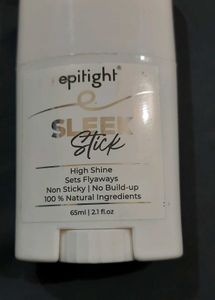 epitight®
SLEEK
Stick
High Shine
Sets Flyaways
Non Sticky | No Build-up
100 % Natural Ingredients
65ml | 2.1 fl.oz